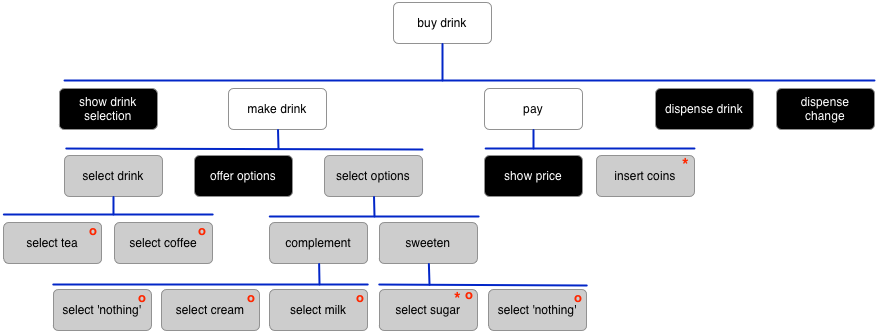 buy drink
show drink
selection
make drink
pay
dispense drink
dispense
change
select drink
offer options
select options
show price
insert coins *
select tea o
select coffee o
complement
sweeten
select 'nothing' o
select cream o
select milk o
select sugar * o
select 'nothing' o